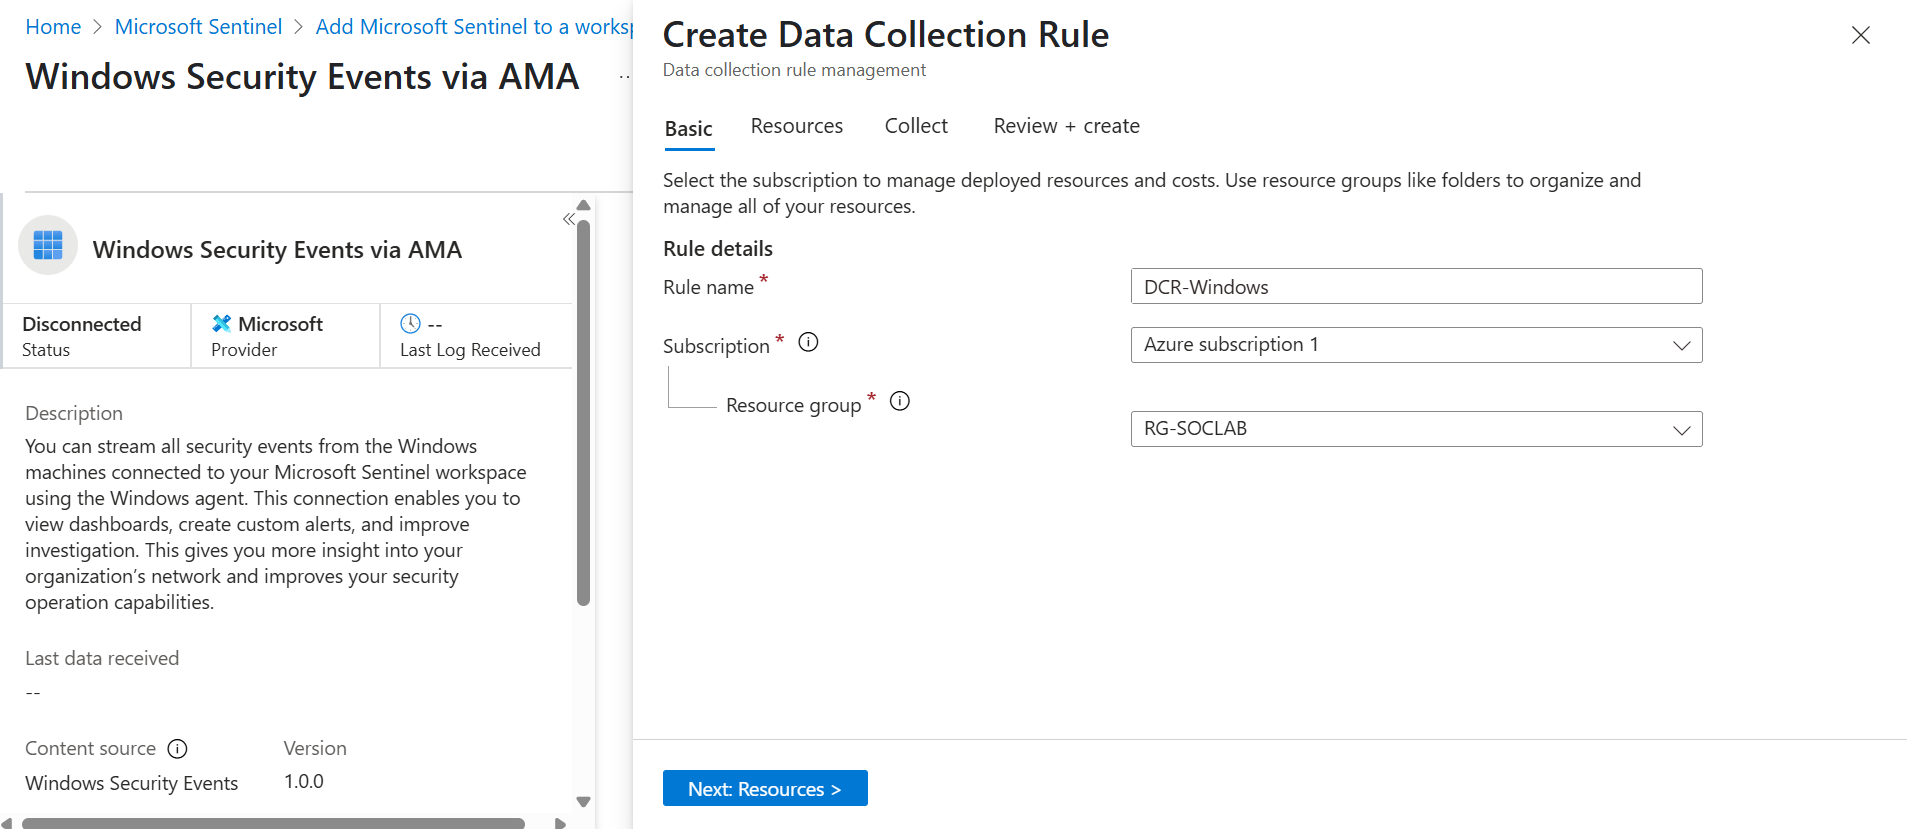 Home > Microsoft Sentinel > Add Microsoft Sentinel to a works
Windows Security Events via AMA
Windows Security Events via AMA
Disconnected
Status
Microsoft
Provider
--
Last Log Received
Description
You can stream all security events from the Windows
machines connected to your Microsoft Sentinel workspace
using the Windows agent. This connection enables you to
view dashboards, create custom alerts, and improve
investigation. This gives you more insight into your
organization’s network and improves your security
operation capabilities.
Last data received
--
Content source
Version
Windows Security Events
1.0.0
Create Data Collection Rule
Data collection rule management
Basic
Resources
Collect
Review + create
Select the subscription to manage deployed resources and costs. Use resource groups like folders to organize and
manage all of your resources.
Rule details
Rule name *
DCR-Windows
Subscription *
Azure subscription 1
Resource group *
RG-SOCLAB
Next: Resources >